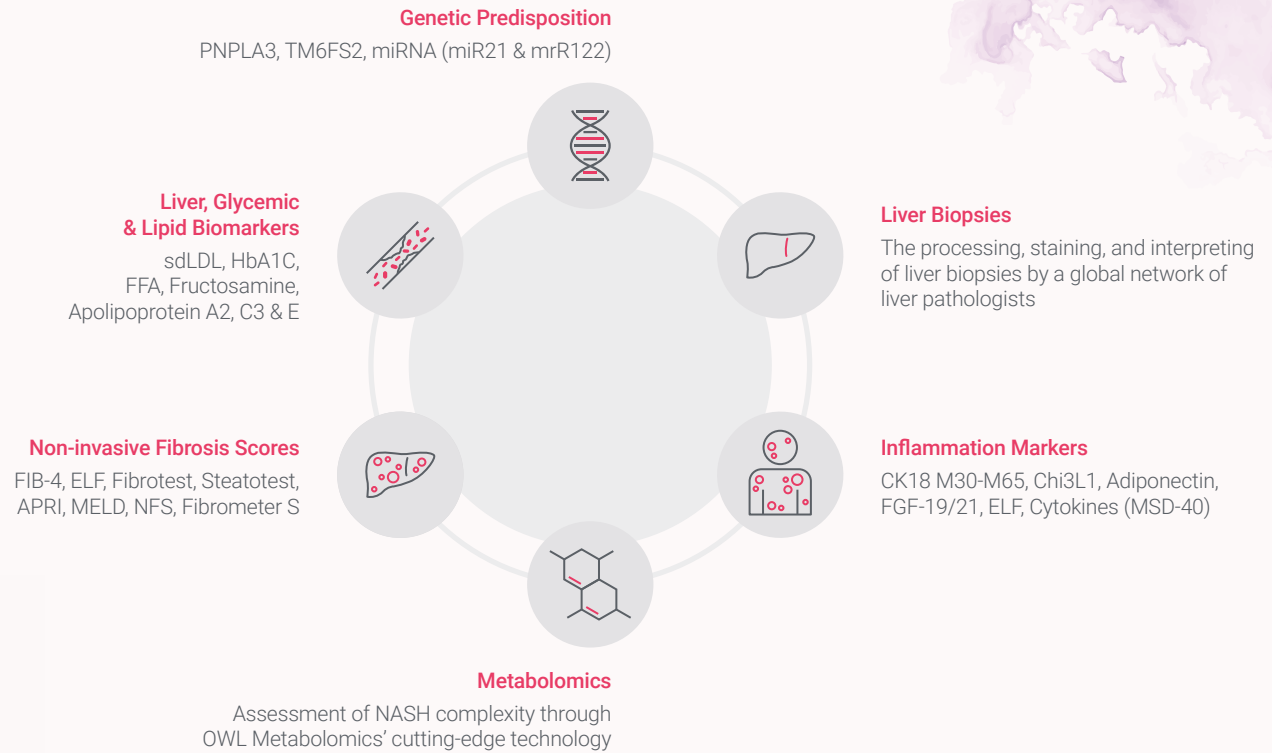 Genetic Predisposition
PNPLA3, TM6FS2, miRNA (miR21 & mrR122)
Liver, Glycemic
& Lipid Biomarkers
sdLDL, HbA1C,
FFA, Fructosamine,
Apolipoprotein A2, C3 & E
Liver Biopsies
The processing, staining, and interpreting
of liver biopsies by a global network of
liver pathologists
Non-invasive Fibrosis Scores
FIB-4, ELF, Fibrotest, Steatotest,
APRI, MELD, NFS, Fibrometer S
Inflammation Markers
CK18 M30-M65, Chi3L1, Adiponectin,
FGF-19/21, ELF, Cytokines (MSD-40)
Metabolomics
Assessment of NASH complexity through
OWL Metabolomics’ cutting-edge technology